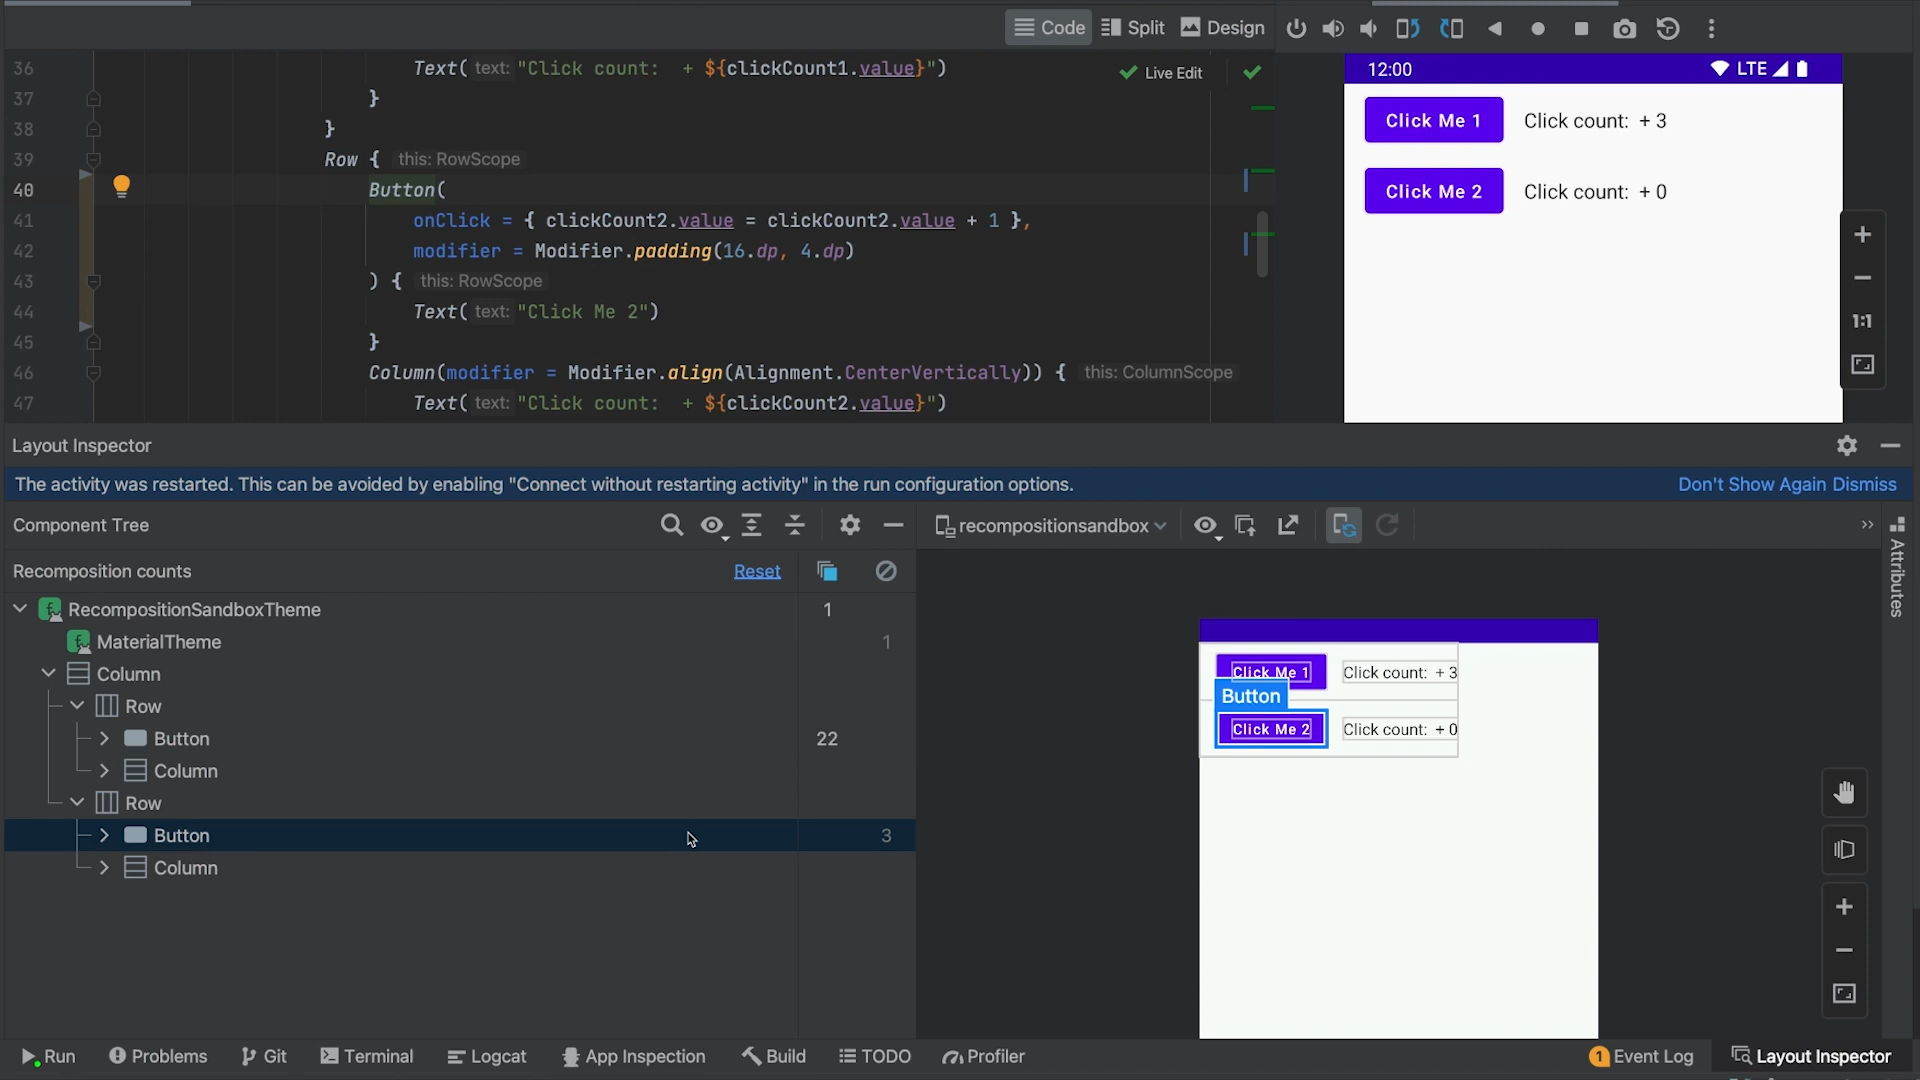 Code Split Design
36 Text( text: "Click count:  + ${clickCount1.value}")
Live Edit
37 }
38 }
39 Row { this: RowScope
40 Button(
41 onClick = { clickCount2.value = clickCount2.value + 1 },
42 modifier = Modifier.padding(16.dp, 4.dp)
43 ) { this: RowScope
44 Text( text: "Click Me 2")
45 }
46 Column(modifier = Modifier.align(Alignment.CenterVertically)) { this: ColumnScope
47 Text( text: "Click count:  + ${clickCount2.value}")
12:00 LTE
Click Me 1 Click count:  + 3
Click Me 2 Click count:  + 0
1:1
Layout Inspector
The activity was restarted. This can be avoided by enabling "Connect without restarting activity" in the run configuration options. Don't Show Again Dismiss
Component Tree
Recomposition counts Reset
RecompositionSandboxTheme 1
MaterialTheme 1
Column
Row
Button 22
Column
Row
Button 3
Column
recompositionsandbox
Click Me 1 Click count:  + 3
Button
Click Me 2 Click count:  + 0
Attributes
Run Problems Git Terminal Logcat App Inspection Build TODO Profiler 1 Event Log Layout Inspector